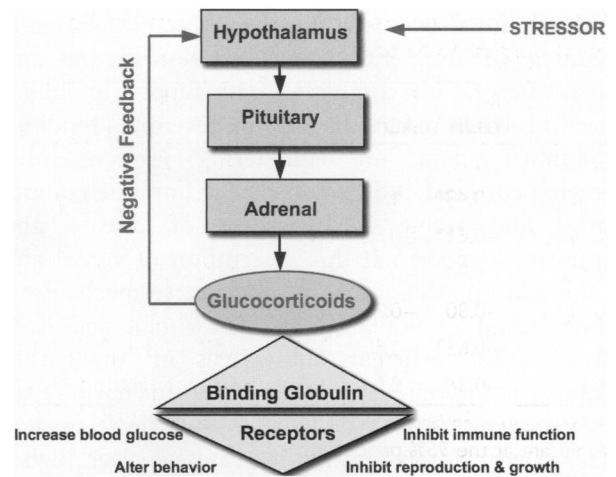 Hypothalamus
STRESSOR
Negative Feedback
Pituitary
Adrenal
Glucocorticoids
Binding Globulin
Receptors
Increase blood glucose
Inhibit immune function
Alter behavior
Inhibit reproduction & growth